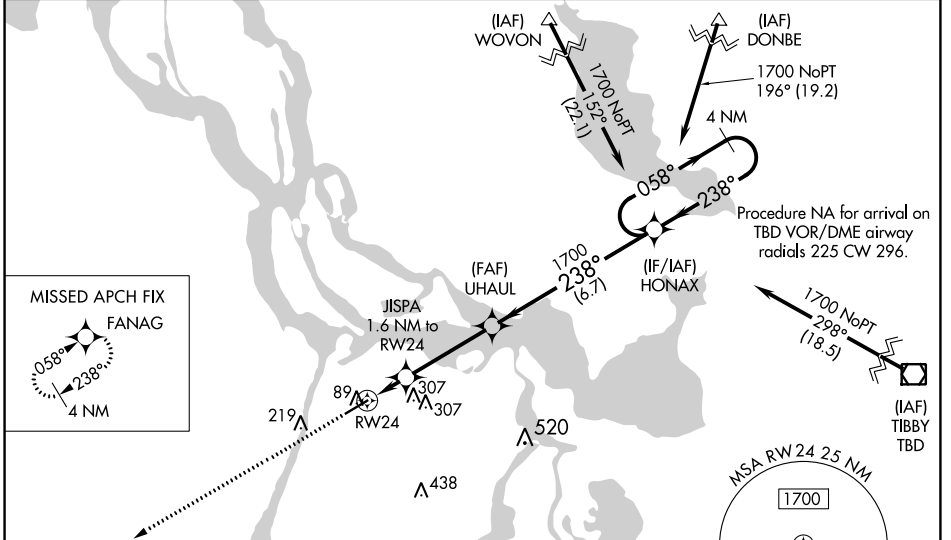 (IAF)
WOVON
(IAF)
DONBE
1700 NoPT
196° (19.2)
1700 NoPT
152°
(22.1)
4 NM
058°
238°
Procedure NA for arrival on
TBD VOR/DME airway
radials 225 CW 296.
1700
238°
(6.7)
(IF/IAF)
HONAX
(FAF)
UHAUL
JISPA
1.6 NM to
RW24
MISSED APCH FIX
FANAG
058°
238°
4 NM
1700 NoPT
298°
(18.5)
(IAF)
TIBBY
TBD
89
307
307
RW24
219
520
438
MSA RW24 25 NM
1700